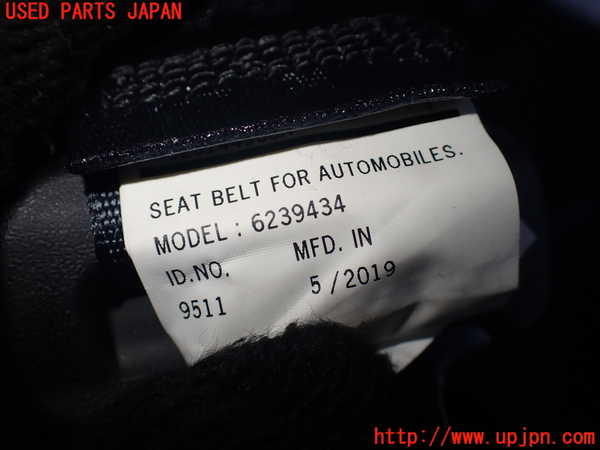 USED PARTS JAPAN
SEAT BELT FOR AUTOMOBILES.
MODEL : 6239434
ID.NO. MFD. IN
9511 5 / 2019
http://www.upjpn.com/